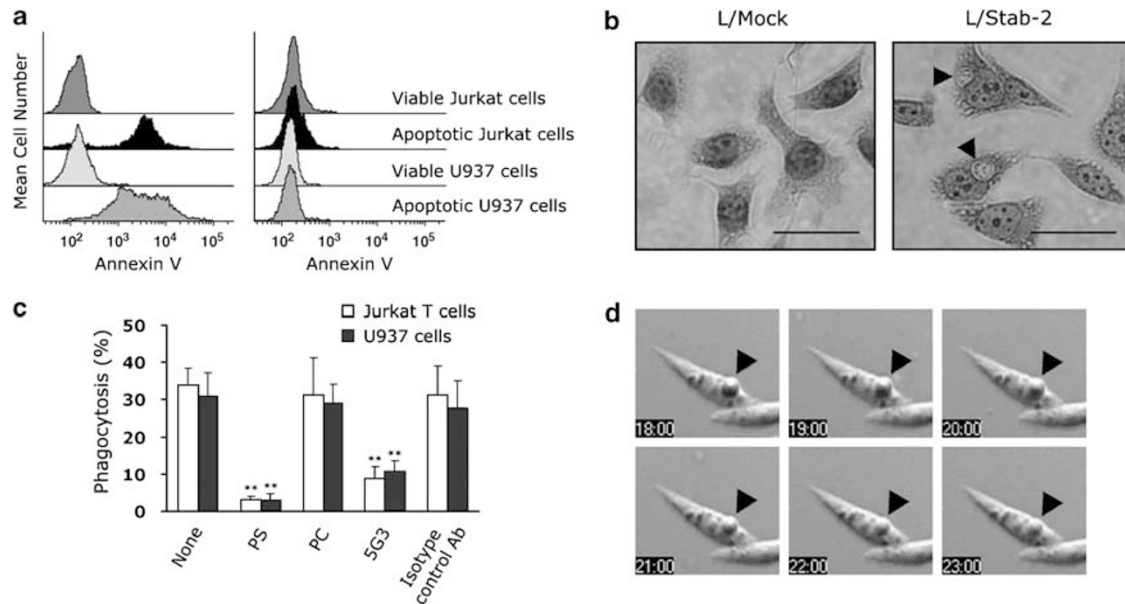 a
Mean Cell Number
Viable Jurkat cells
Apoptotic Jurkat cells
Viable U937 cells
Apoptotic U937 cells
10² 10³ 10⁴ 10⁵
Annexin V
10² 10³ 10⁴ 10⁵
Annexin V
b
L/Mock
L/Stab-2
c
Jurkat T cells
U937 cells
Phagocytosis (%)
50
40
30
20
10
0
** **
** **
None
PS
PC
5G3
Isotype
control Ab
d
18:00
19:00
20:00
21:00
22:00
23:00